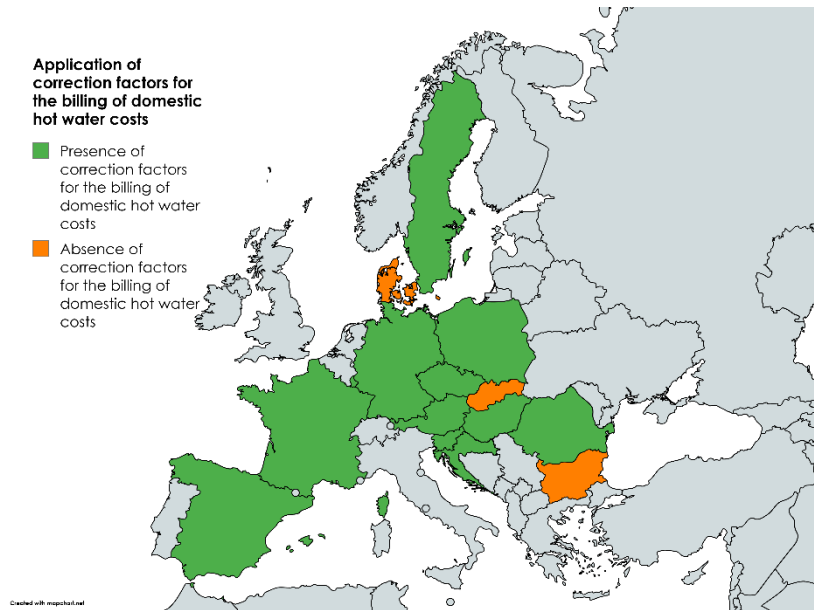 Application of
correction factors for
the billing of domestic
hot water costs
Presence of
correction factors
for the billing of
domestic hot water
costs
Absence of
correction factors
for the billing of
domestic hot water
costs
Created with mapchart.net